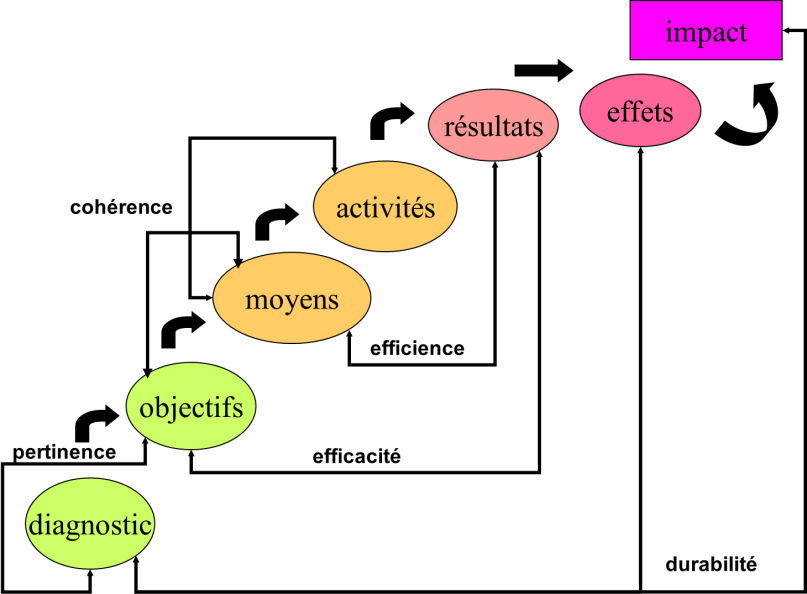 impact
effets
résultats
activités
cohérence
moyens
efficience
objectifs
pertinence
efficacité
diagnostic
durabilité